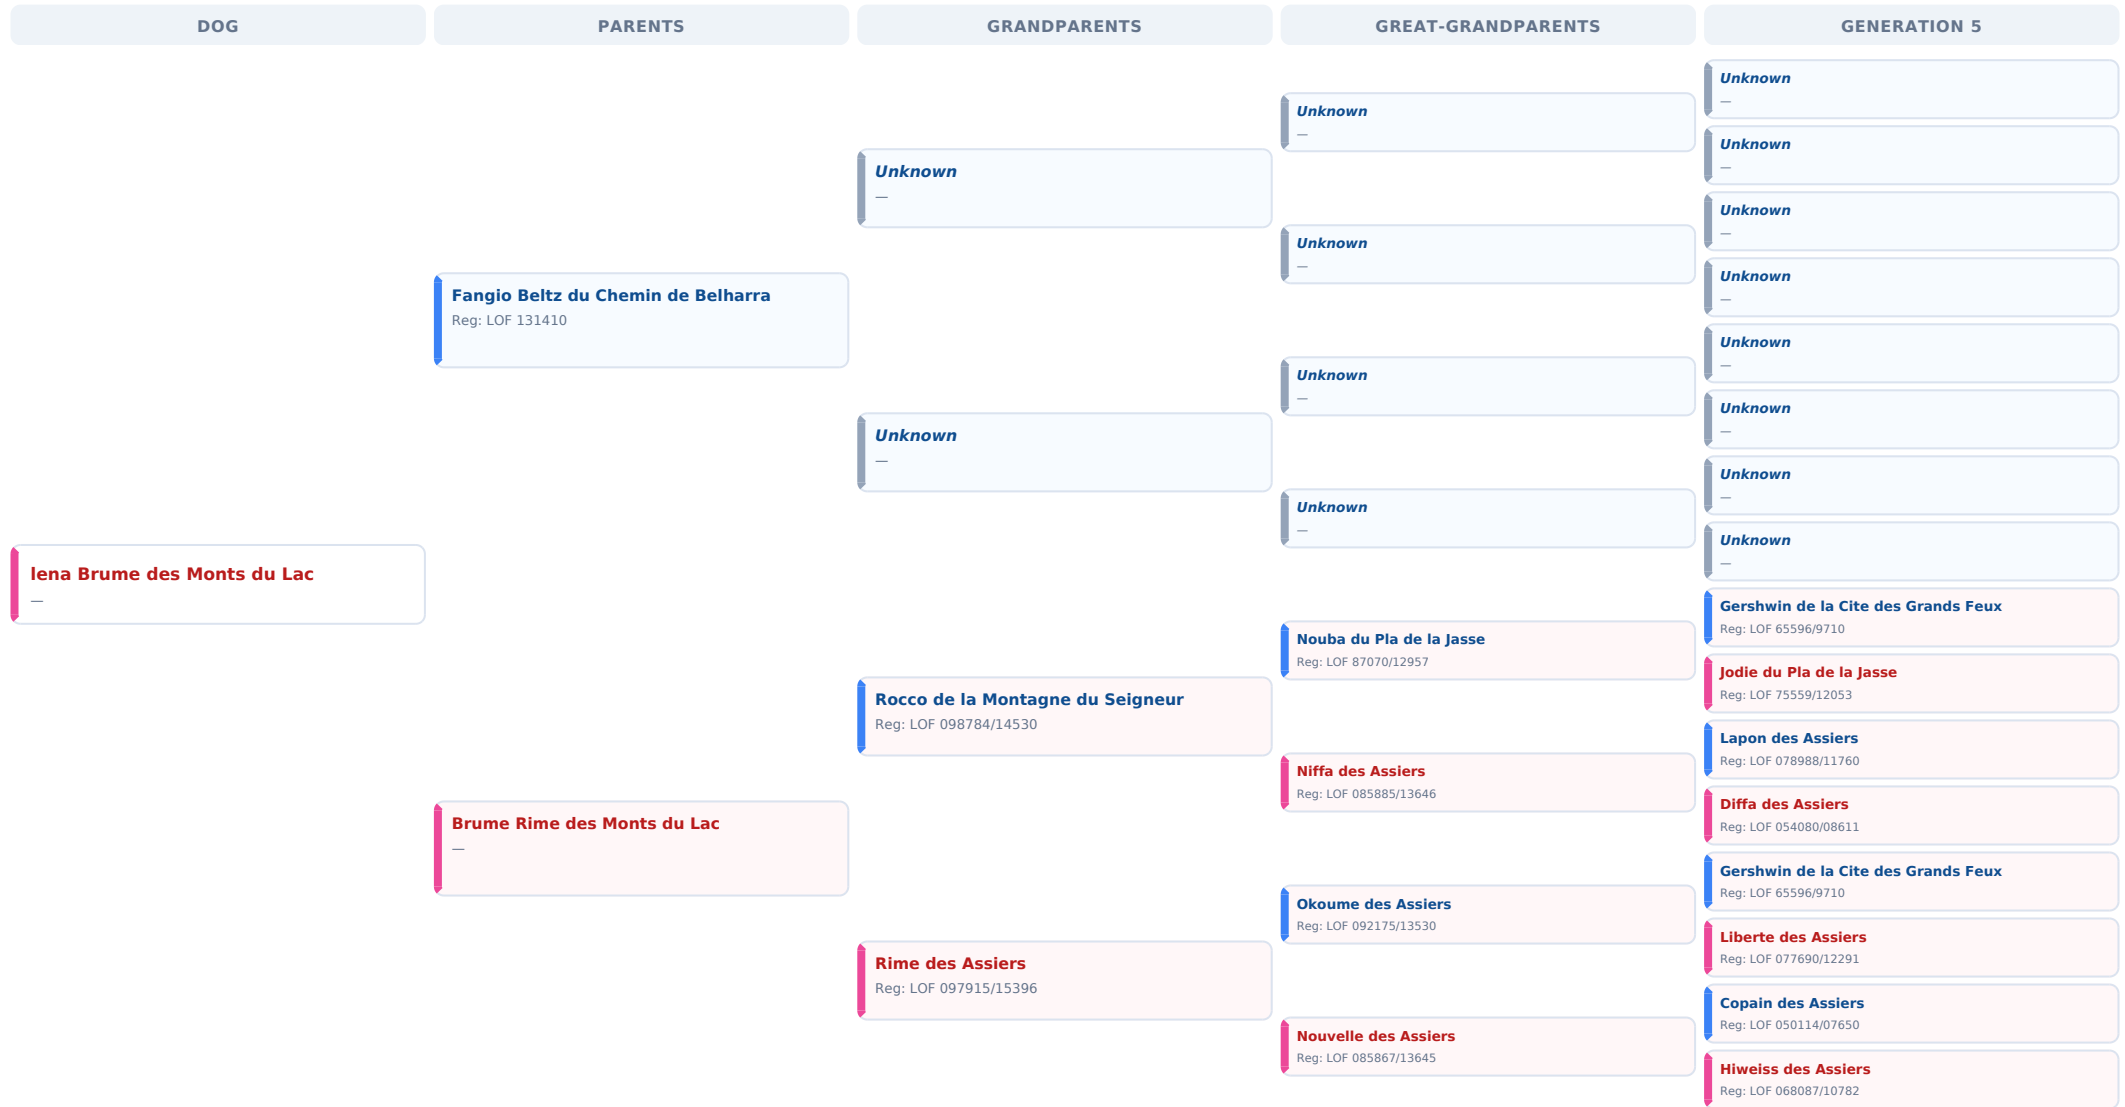 DOG
PARENTS
GRANDPARENTS
GREAT-GRANDPARENTS
GENERATION 5
Iena Brume des Monts du Lac
—
Fangio Beltz du Chemin de Belharra
Reg: LOF 131410
Brume Rime des Monts du Lac
—
Unknown
—
Unknown
—
Rocco de la Montagne du Seigneur
Reg: LOF 098784/14530
Rime des Assiers
Reg: LOF 097915/15396
Unknown
—
Unknown
—
Unknown
—
Unknown
—
Nouba du Pla de la Jasse
Reg: LOF 87070/12957
Niffa des Assiers
Reg: LOF 085885/13646
Okoume des Assiers
Reg: LOF 092175/13530
Nouvelle des Assiers
Reg: LOF 085867/13645
Unknown
—
Unknown
—
Unknown
—
Unknown
—
Unknown
—
Unknown
—
Unknown
—
Unknown
—
Gershwin de la Cite des Grands Feux
Reg: LOF 65596/9710
Jodie du Pla de la Jasse
Reg: LOF 75559/12053
Lapon des Assiers
Reg: LOF 078988/11760
Diffa des Assiers
Reg: LOF 054080/08611
Gershwin de la Cite des Grands Feux
Reg: LOF 65596/9710
Liberte des Assiers
Reg: LOF 077690/12291
Copain des Assiers
Reg: LOF 050114/07650
Hiweiss des Assiers
Reg: LOF 068087/10782